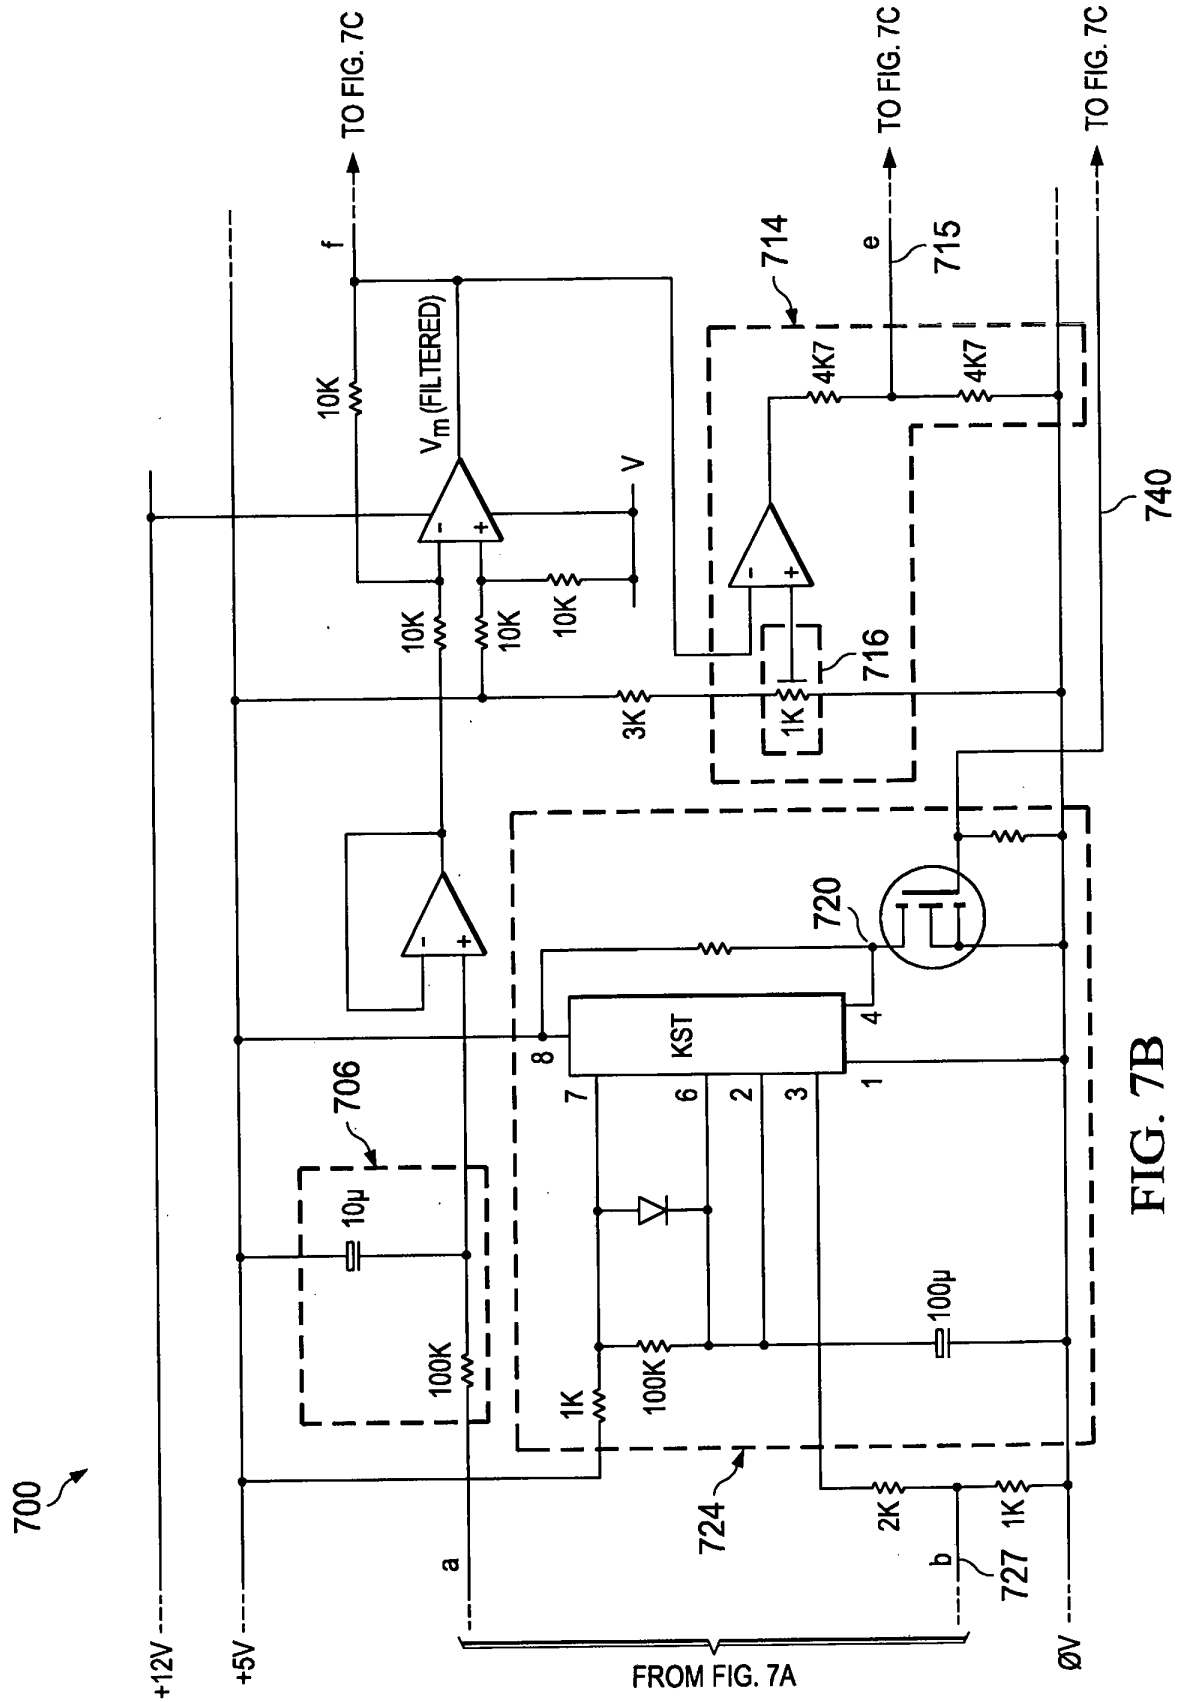 700
+12V
+5V
a
FROM FIG. 7A
b
727
ØV
706
10µ
100K
1K
100K
724
2K
1K
100µ
7
8
6
2
3
1
4
KST
720
-
+
10K
10K
10K
10K
3K
-
+
Vm (FILTERED)
V
f
TO FIG. 7C
714
716
1K
-
+
4K7
4K7
e
715
TO FIG. 7C
740
TO FIG. 7C
FIG. 7B